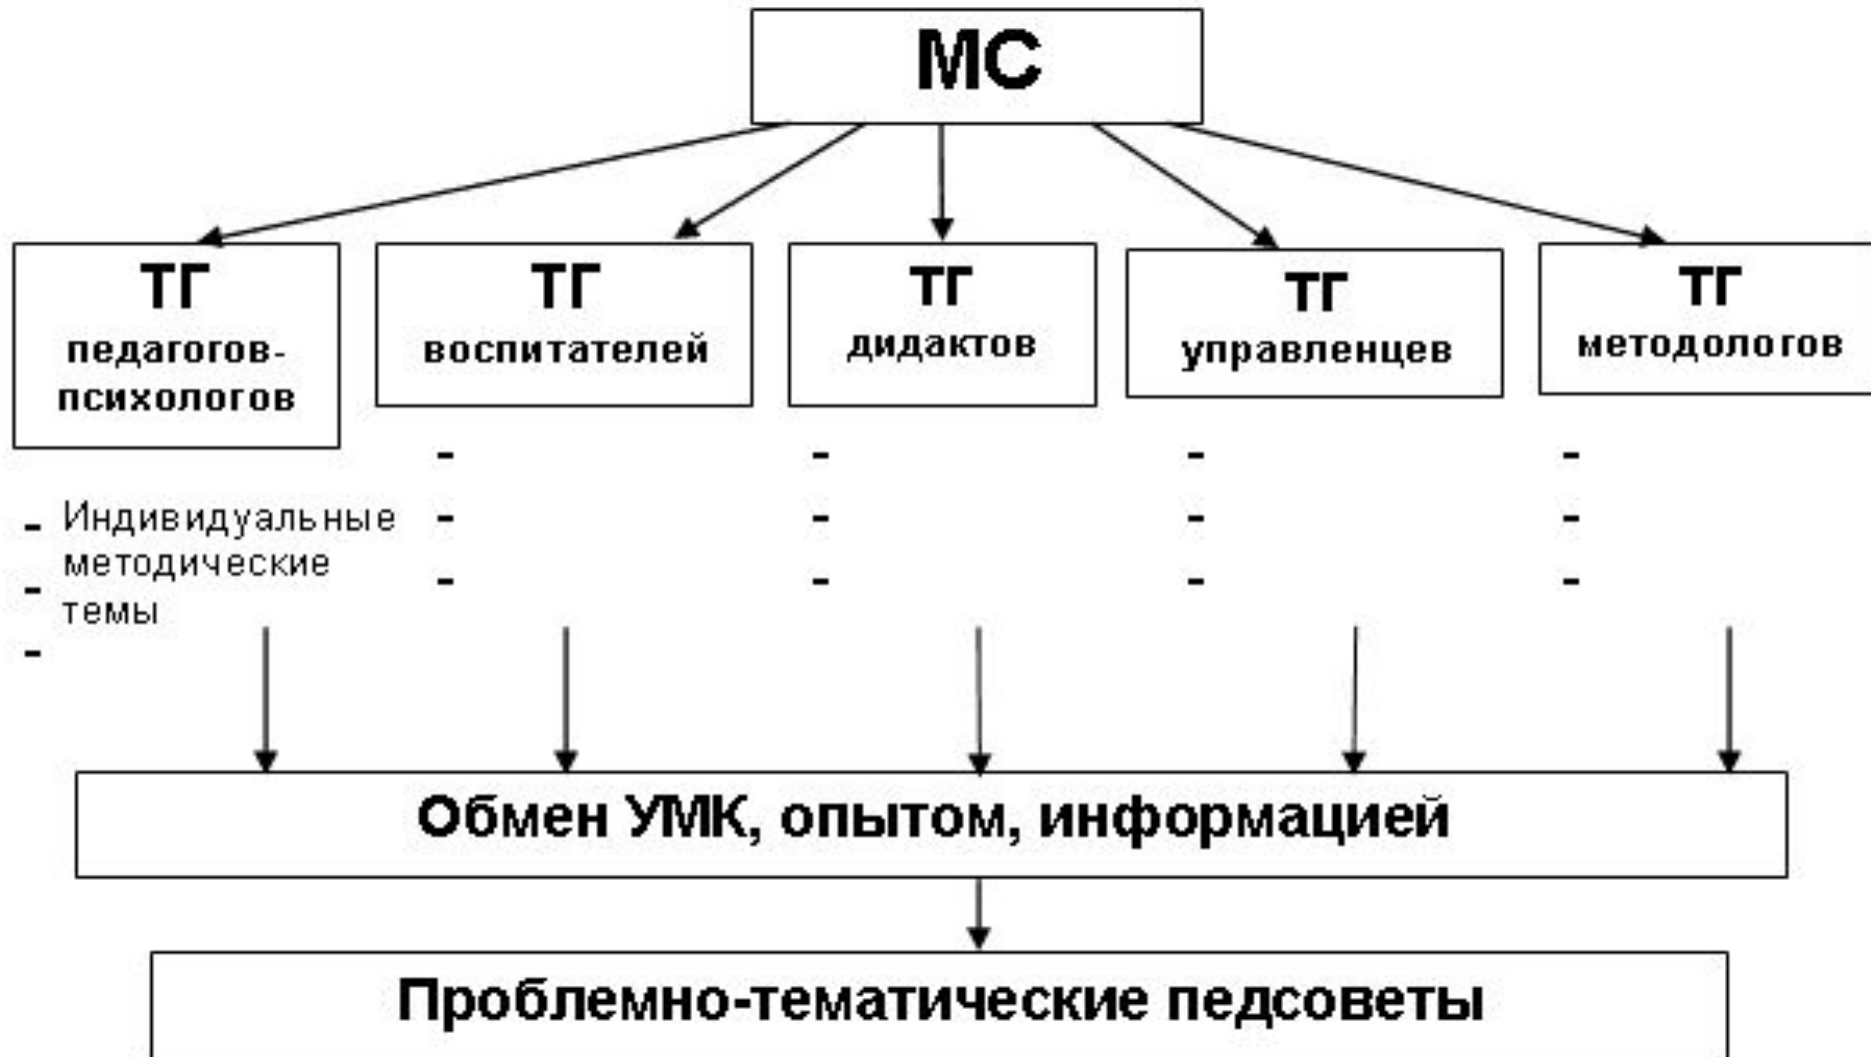 МС
ТГ
педагогов-
психологов
ТГ
воспитателей
ТГ
дидактов
ТГ
управленцев
ТГ
методологов
- Индивидуальные
методические
- темы
-
-
-
-
-
-
-
-
-
-
-
-
-
Обмен УМК, опытом, информацией
Проблемно-тематические педсоветы